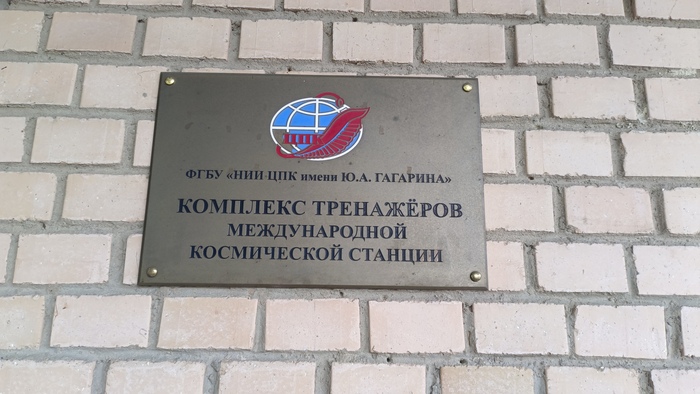 ЦПК
ФГБУ «НИИ-ЦПК имени Ю.А. ГАГАРИНА»
КОМПЛЕКС ТРЕНАЖЁРОВ
МЕЖДУНАРОДНОЙ
КОСМИЧЕСКОЙ СТАНЦИИ